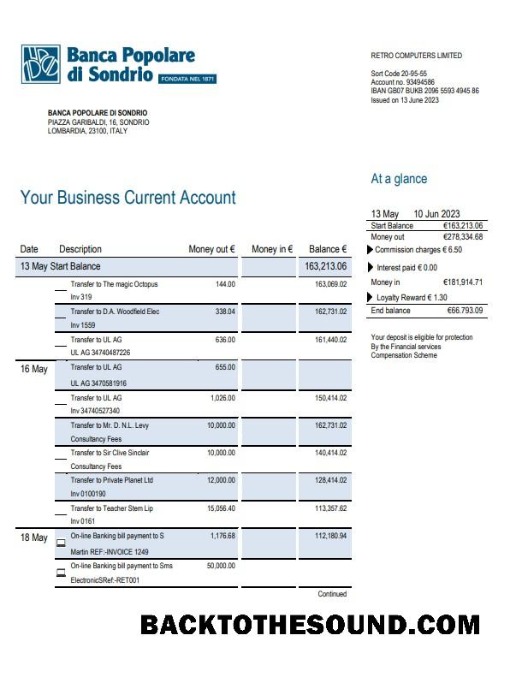 Banca Popolare
di Sondrio FONDATA NEL 1871
RETRO COMPUTERS LIMITED
Sort Code 20-95-55
Account no. 93494586
IBAN GB07 BUKB 2096 5593 4945 86
Issued on 13 June 2023
BANCA POPOLARE DI SONDRIO
PIAZZA GARIBALDI, 16, SONDRIO
LOMBARDIA, 23100, ITALY
At a glance
Your Business Current Account
13 May 10 Jun 2023
Start Balance €163,213.06
Money out €278,334.68
Commission charges € 6.50
Interest paid € 0.00
Money in €181,914.71
Loyalty Reward € 1.30
End balance €66.793.09
Your deposit is eligible for protection
By the Financial services
Compensation Scheme
Date Description Money out € Money in € Balance €
13 May Start Balance 163,213.06
Transfer to The magic Octopus 144.00 163,069.02
Inv 319
Transfer to D.A. Woodfield Elec 338.04 162,731.02
Inv 1559
Transfer to UL AG 636.00 161,440.02
UL AG 34740487226
16 May Transfer to UL AG 655.00
UL AG 3470581916
Transfer to UL AG 1,026.00 150,414.02
Inv 34740527340
Transfer to Mr. D. N.L. Levy 10,000.00 162,731.02
Consultancy Fees
Transfer to Sir Clive Sinclair 10,000.00 140,414.02
Consultancy Fees
Transfer to Private Planet Ltd 12,000.00 128,414.02
Inv 0100190
Transfer to Teacher Stem Lip 15,056.40 113,357.62
Inv 0161
18 May On-line Banking bill payment to S 1,176.68 112,180.94
Martin REF:-INVOICE 1249
On-line Banking bill payment to Sms 50,000.00
ElectronicSRef:-RET001
Continued
BACKTOTHESOUND.COM